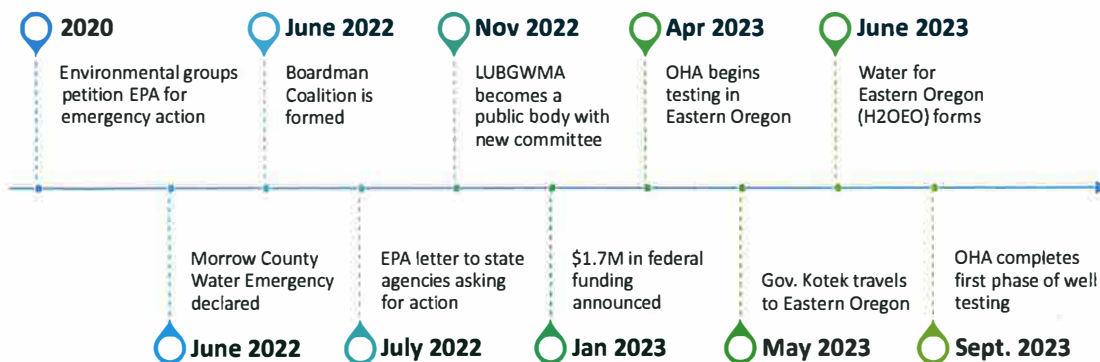 2020
Environmental groups
petition EPA for
emergency action
June 2022
Boardman
Coalition is
formed
Nov 2022
LUBGWMA
becomes a
public body with
new committee
Apr 2023
OHA begins
testing in
Eastern Oregon
June 2023
Water for
Eastern Oregon
(H2OEO) forms
Morrow County
Water Emergency
declared
June 2022
EPA letter to state
agencies asking
for action
July 2022
$1.7M in federal
funding
announced
Jan 2023
Gov. Kotek travels
to Eastern Oregon
May 2023
OHA completes
first phase of well
testing
Sept. 2023